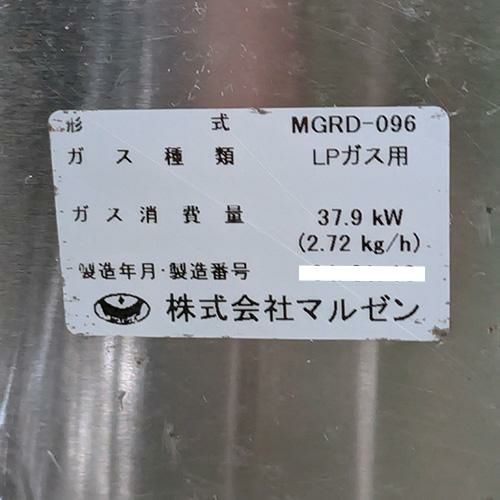 形 式 MGRD-096
ガス種類 LPガス用
ガス消費量 37.9 kW
(2.72 kg/h)
製造年月・製造番号
株式会社マルゼン